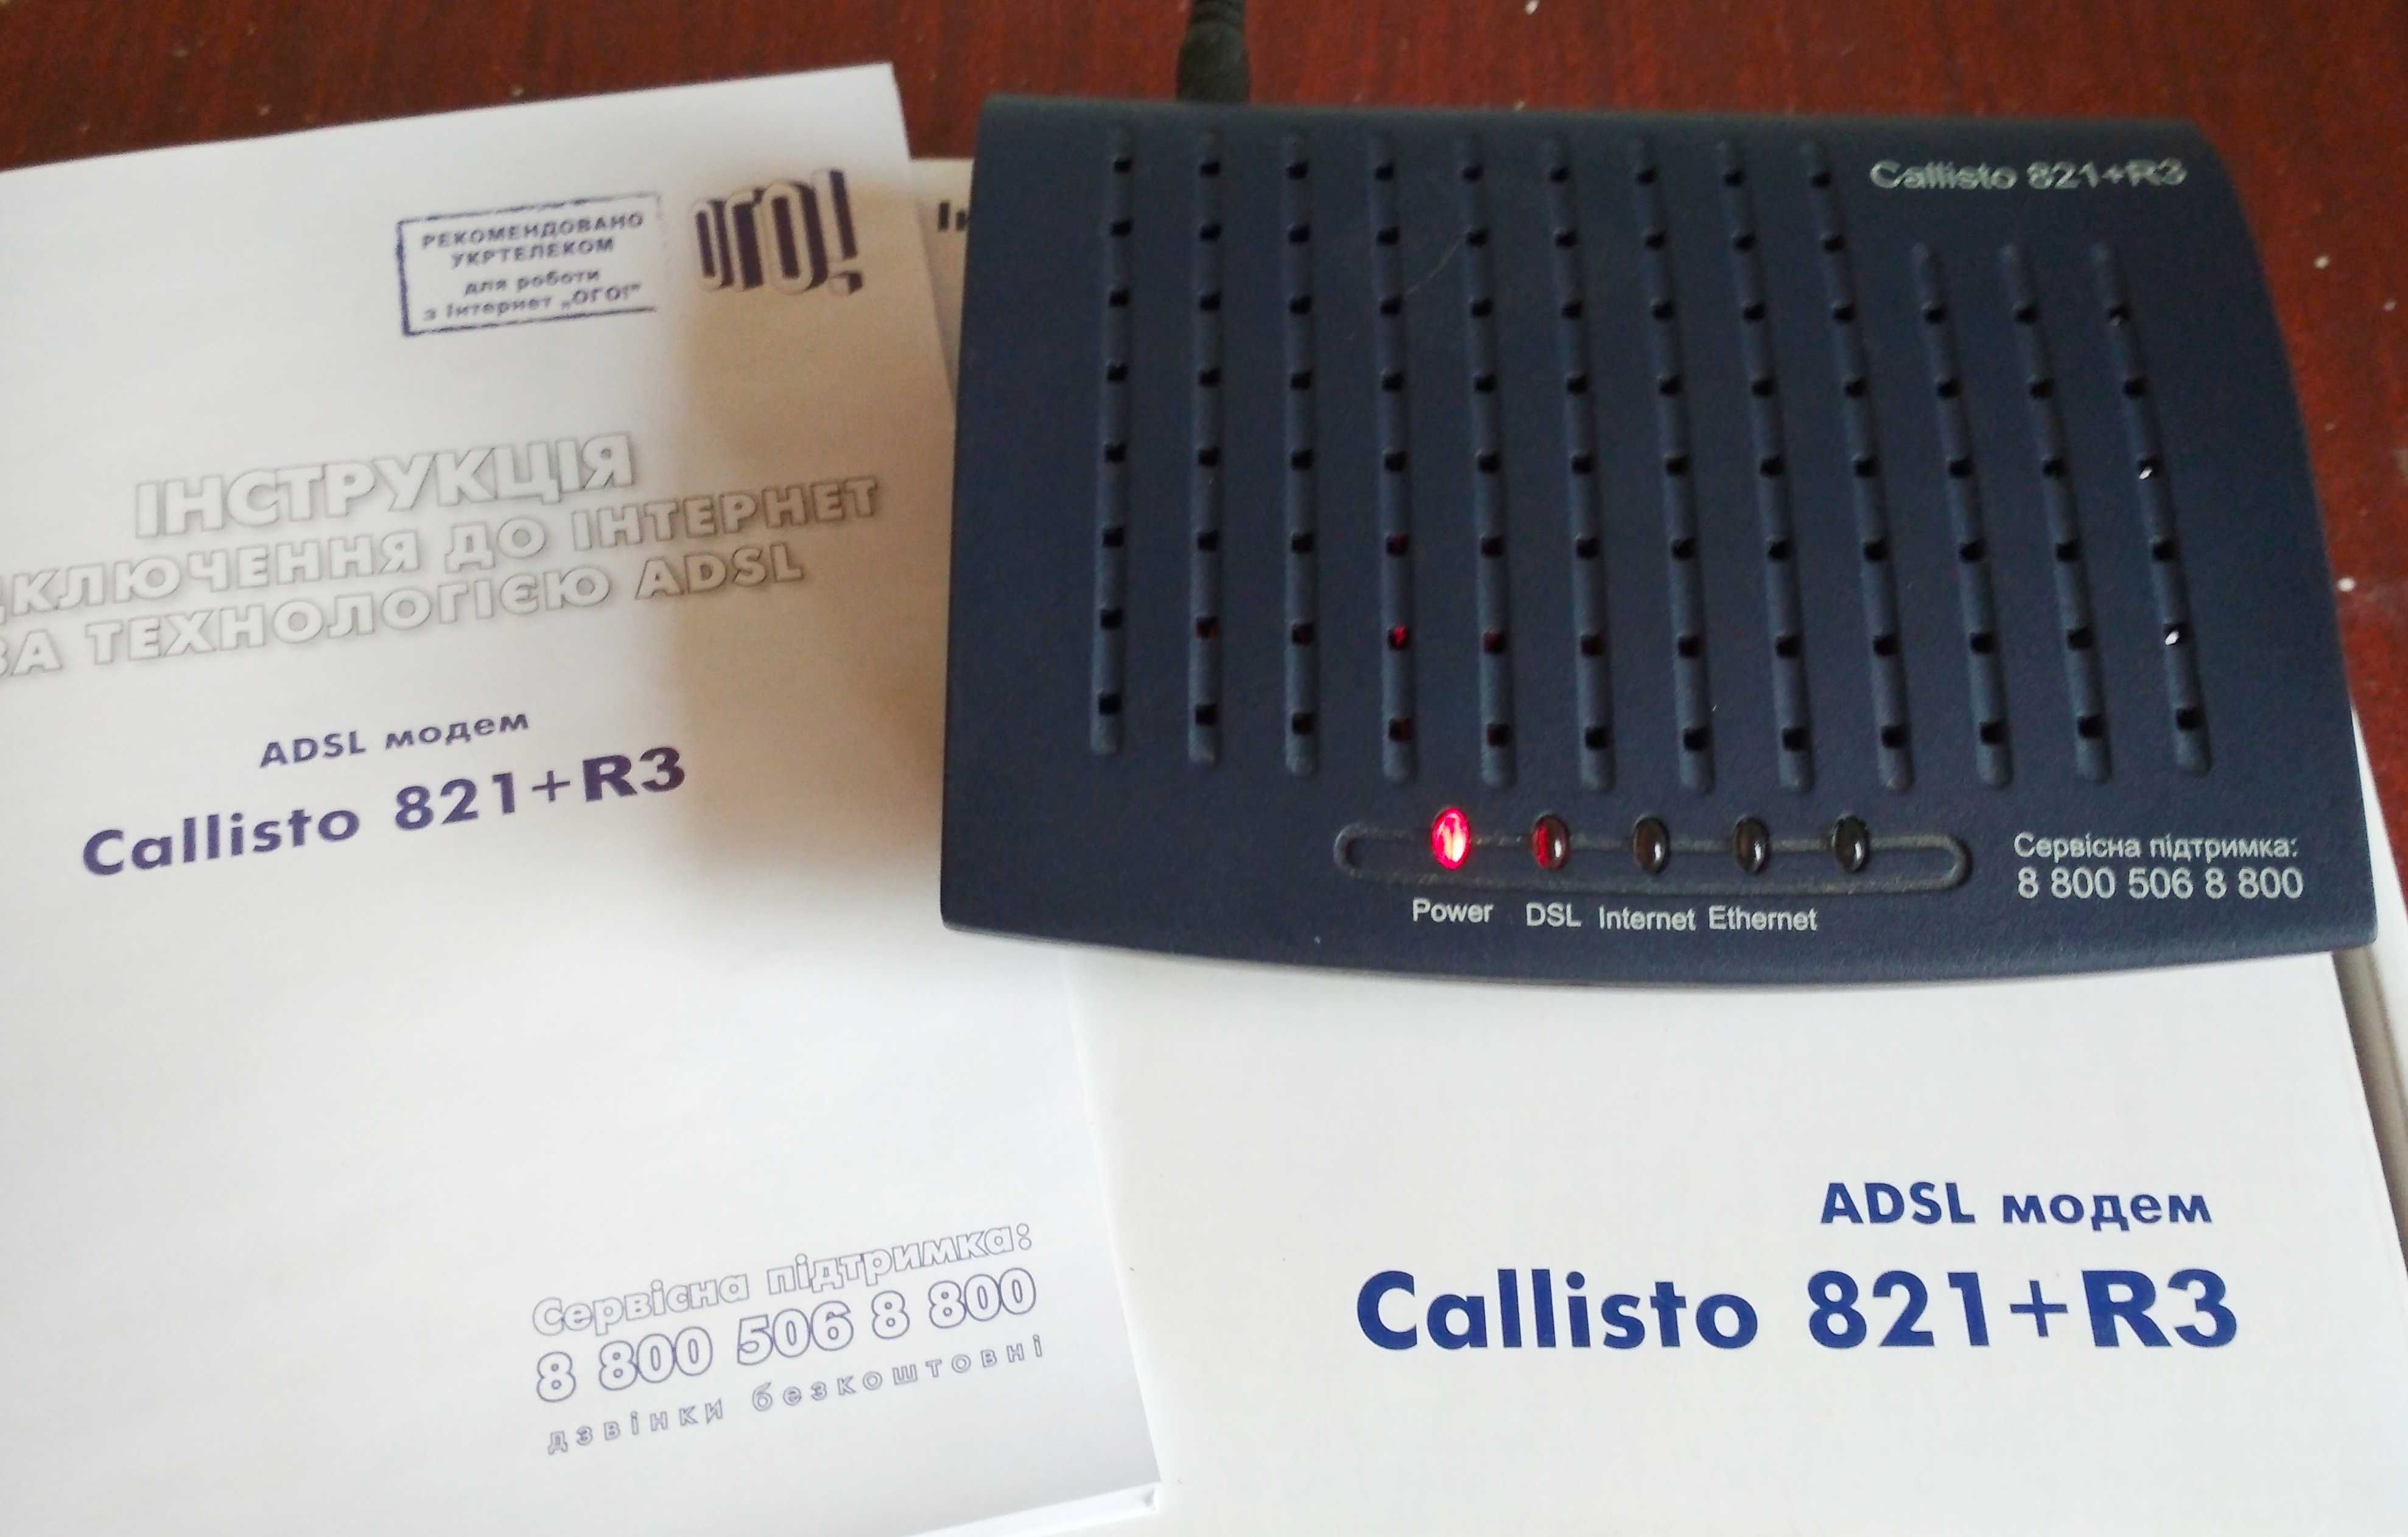 РЕКОМЕНДОВАНО
УКРТЕЛЕКОМ
для роботи
з Інтернет „ОГО!"
ОГО!
ІНСТРУКЦІЯ
ДО ІНТЕРНЕТ
ЗА ТЕХНОЛОГІЄЮ ADSL
ADSL модем
Callisto 821+R3
Сервісна підтримка:
8 800 506 8 800
дзвінки безкоштовні
Callisto 821+R3
Power DSL Internet Ethernet
Сервісна підтримка:
8 800 506 8 800
ADSL модем
Callisto 821+R3